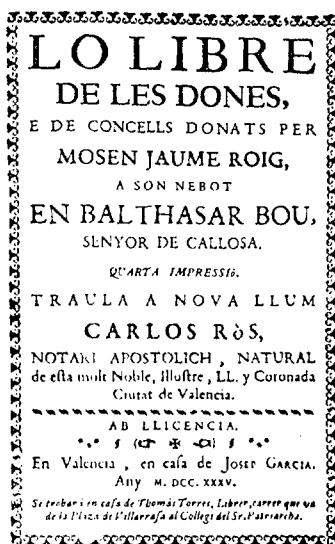 LO LIBRE
DE LES DONES,
E DE CONCELLS DONATS PER
MOSEN JAUME ROIG,
A SON NEBOT
EN BALTHASAR BOU,
SENYOR DE CALLOSA.
QUARTA IMPRESSIò.
TRAULA A NOVA LLUM
CARLOS RòS,
NOTARI APOSTOLICH, NATURAL
de esta molt Noble, Illustre, LL. y Coronada
Ciutat de Valencia.
AB LLICENCIA.
En Valencia, en casa de Josep Garcia.
Any M. DCC. XXXV.
Se trobarà en casa de Thomàs Torres, Librer, carrer que va
de la Plaza de Villarrasa al Collegi del Sr. Patriarcha.